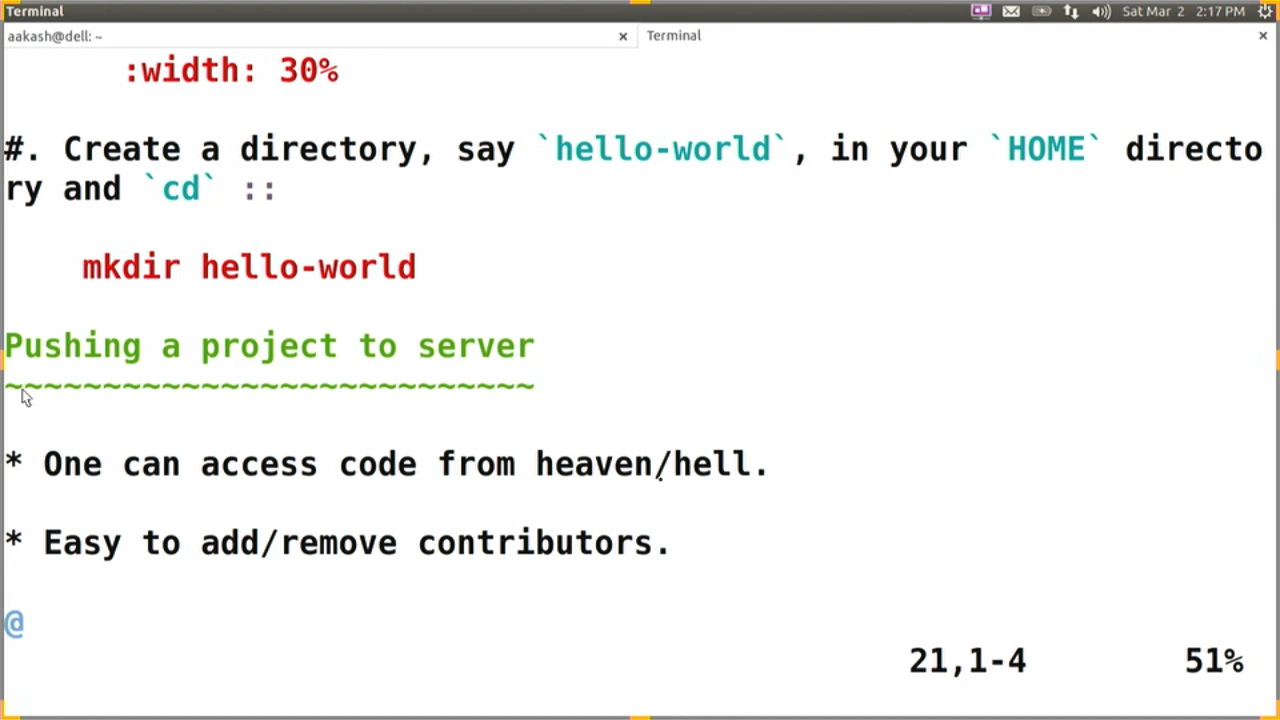 Terminal
Sat Mar 2 2:17 PM
aakash@dell: ~
×
Terminal
×
:width: 30%
#. Create a directory, say `hello-world`, in your `HOME` directo
ry and `cd` ::
mkdir hello-world
Pushing a project to server
~~~~~~~~~~~~~~~~~~~~~~~~~~~
* One can access code from heaven/hell.
* Easy to add/remove contributors.
@
21,1-4 51%